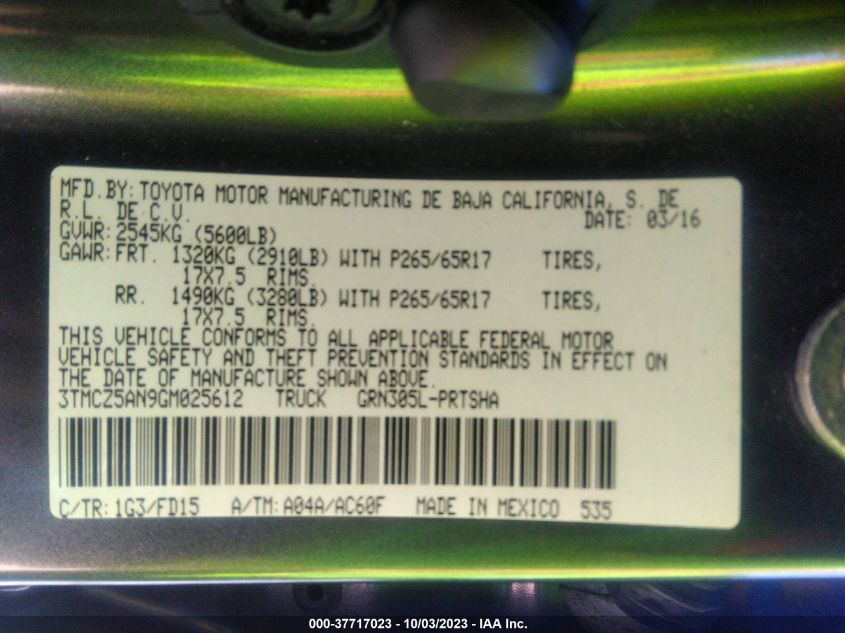 MFD.BY:TOYOTA MOTOR MANUFACTURING DE BAJA CALIFORNIA, S. DE
R.L. DE C.V. DATE: 03/16
GVWR:2545KG (5600LB)
GAWR:FRT. 1320KG (2910LB) WITH P265/65R17 TIRES,
17X7.5 RIMS.
RR. 1490KG (3280LB) WITH P265/65R17 TIRES,
17X7.5 RIMS.
THIS VEHICLE CONFORMS TO ALL APPLICABLE FEDERAL MOTOR
VEHICLE SAFETY AND THEFT PREVENTION STANDARDS IN EFFECT ON
THE DATE OF MANUFACTURE SHOWN ABOVE.
3TMCZ5AN9GM025612 TRUCK GRN305L-PRTSHA
C/TR:1G3/FD15 A/TM:A04A/AC60F MADE IN MEXICO 535
000-37717023 - 10/03/2023 - IAA Inc.